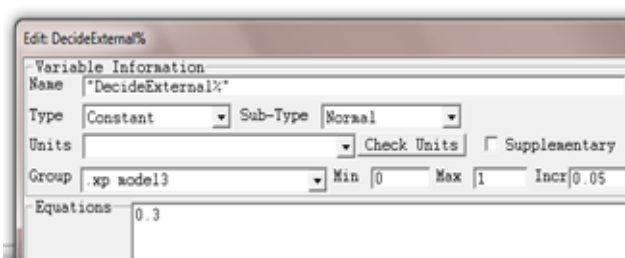 Edit: DecideExternal%
Variable Information
Name "DecideExternal%"
Type Constant Sub-Type Normal
Units Check Units Supplementary
Group .xp model3 Min 0 Max 1 Incr 0.05
Equations 0.3